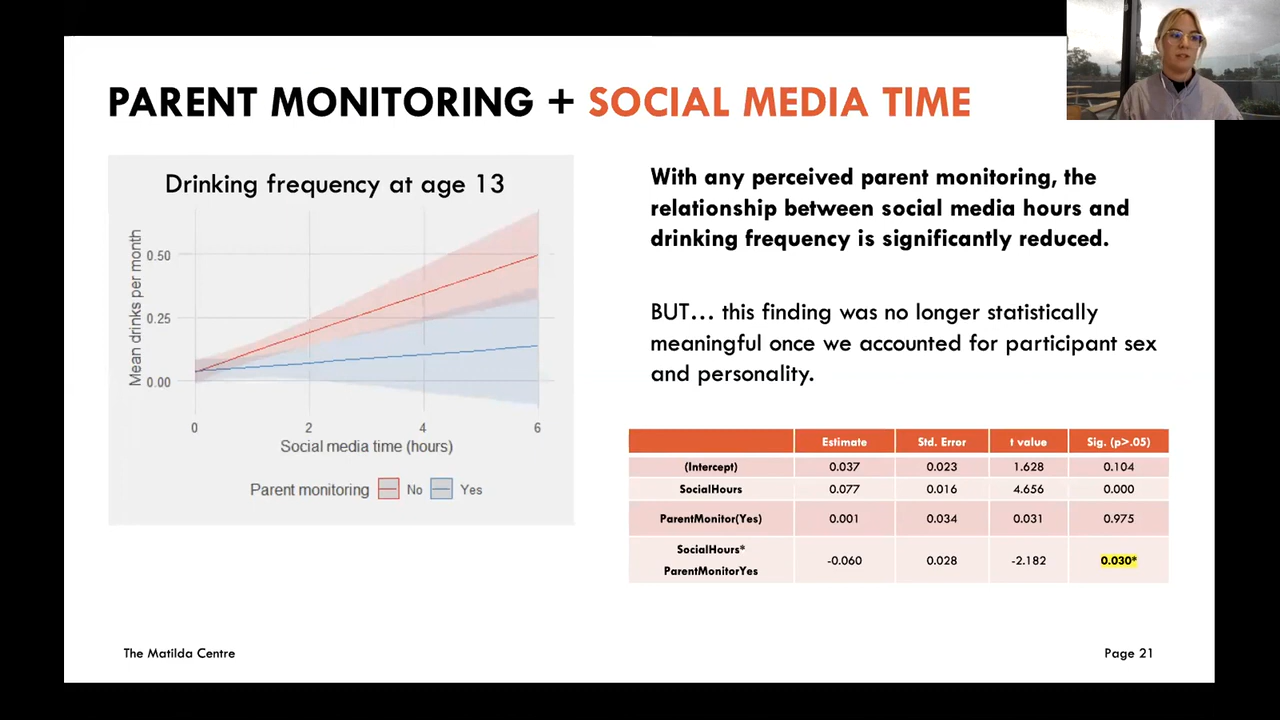 PARENT MONITORING + SOCIAL MEDIA TIME
Drinking frequency at age 13
Mean drinks per month
0.50
0.25
0.00
0 2 4 6
Social media time (hours)
Parent monitoring No Yes
With any perceived parent monitoring, the
relationship between social media hours and
drinking frequency is significantly reduced.
BUT... this finding was no longer statistically
meaningful once we accounted for participant sex
and personality.
Estimate Std. Error t value Sig. (p>.05)
(Intercept) 0.037 0.023 1.628 0.104
SocialHours 0.077 0.016 4.656 0.000
ParentMonitor(Yes) 0.001 0.034 0.031 0.975
SocialHours*
ParentMonitorYes -0.060 0.028 -2.182 0.030*
The Matilda Centre
Page 21